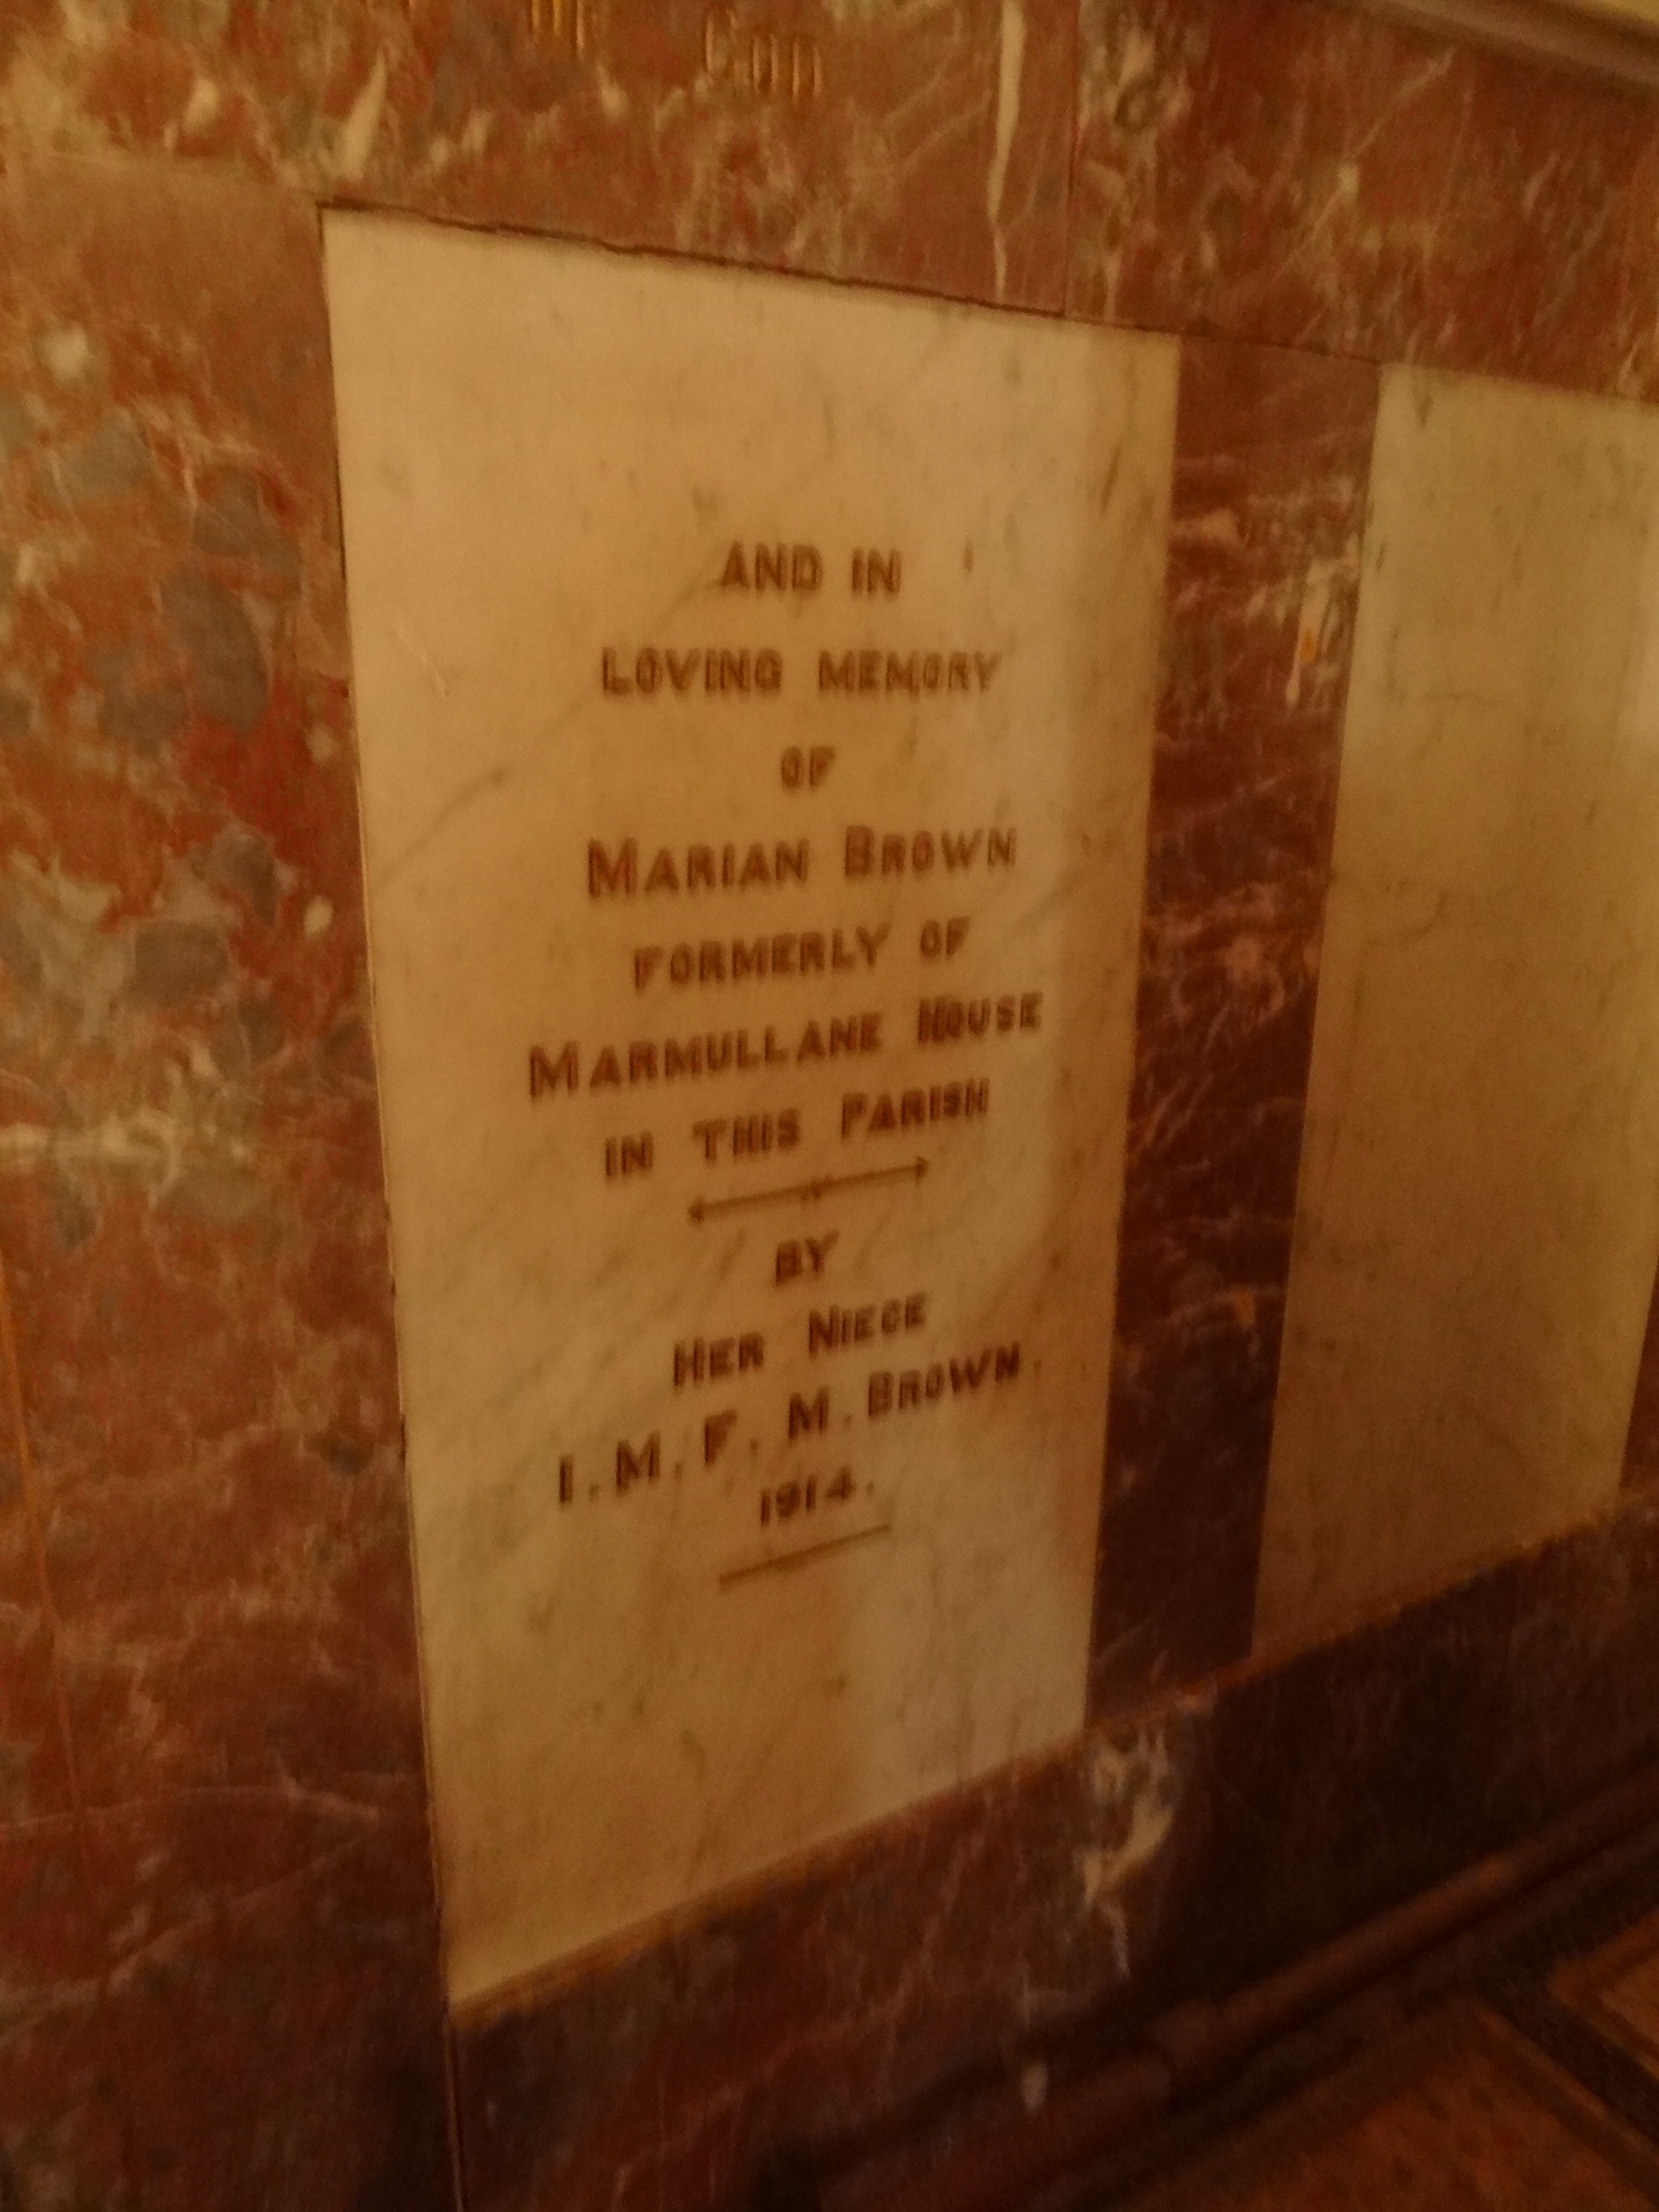 AND IN
LOVING MEMORY
OF
MARIAN BROWN
FORMERLY OF
MARMULLANE HOUSE
IN THIS PARISH
BY
HER NIECE
I. M. F. M. BROWN.
1914.